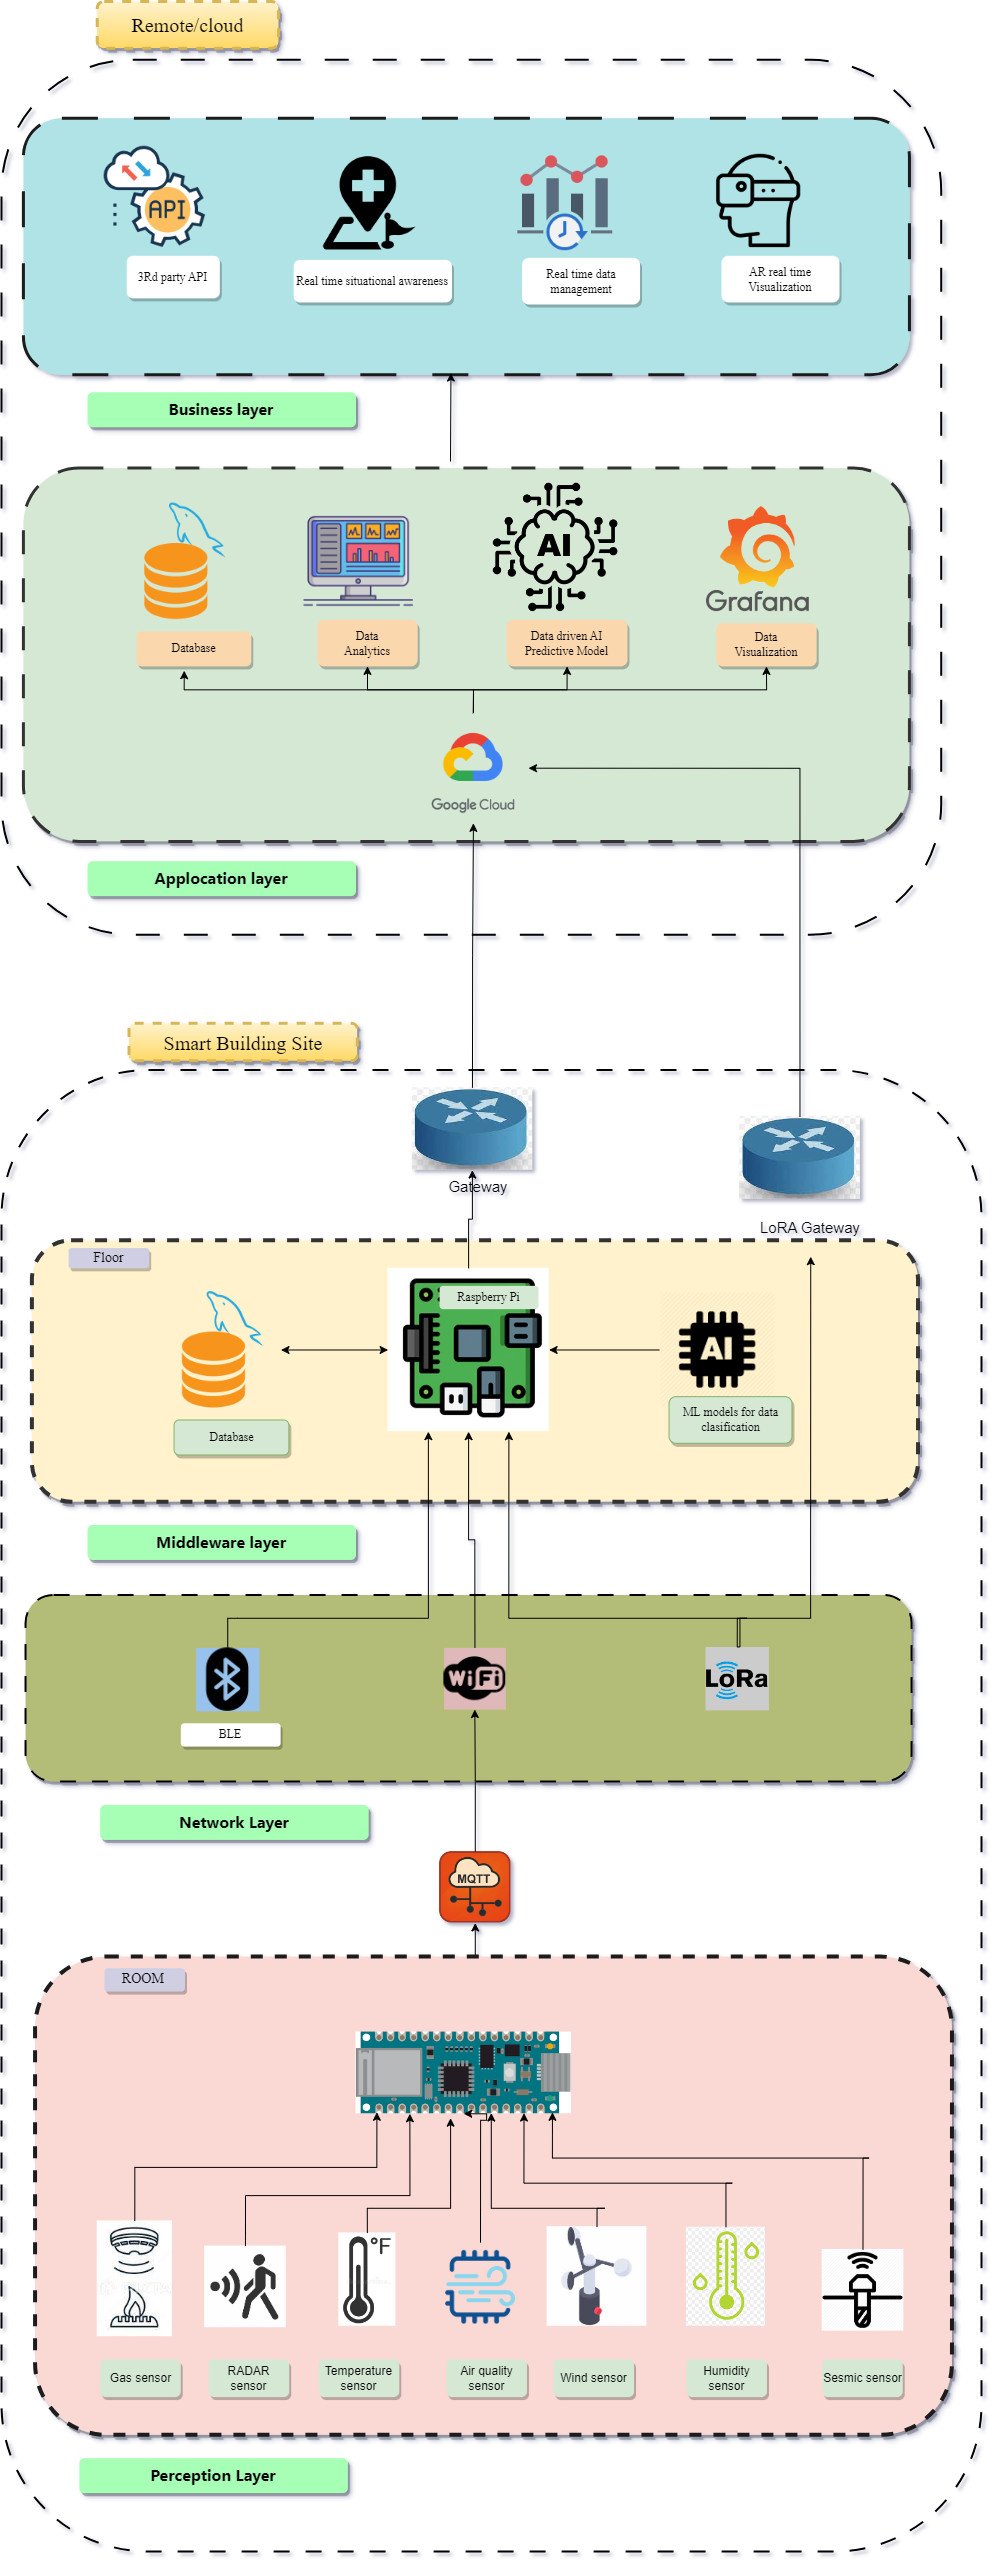 Remote/cloud
API
3Rd party API
Real time situational awareness
Real time data
management
AR real time
Visualization
Business layer
AI
Grafana
Database
Data
Analytics
Data driven AI
Predictive Model
Data
Visualization
Google Cloud
Applocation layer
Smart Building Site
Gateway
LoRA Gateway
Floor
Raspberry Pi
AI
Database
ML models for data
clasification
Middleware layer
WiFi
LoRa
BLE
Network Layer
MQTT
ROOM
°F
Gas sensor
RADAR
sensor
Temperature
sensor
Air quality
sensor
Wind sensor
Humidity
sensor
Sesmic sensor
Perception Layer